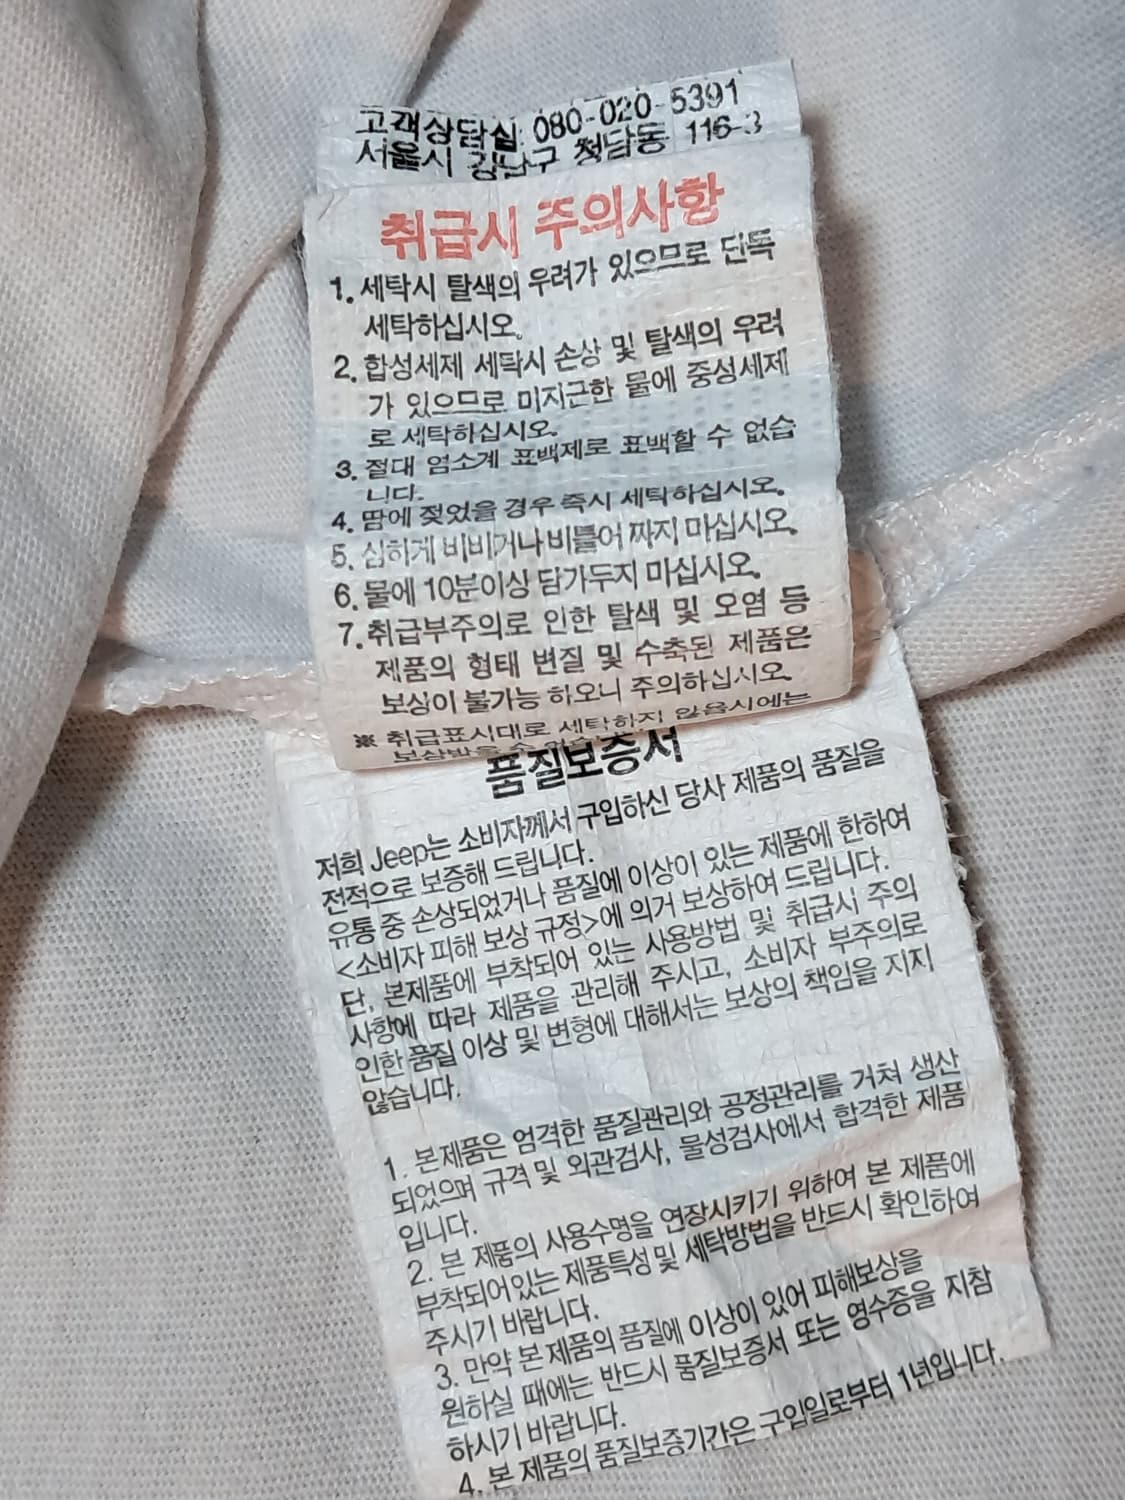 고객상담실 080-020-5391
서울시 강남구 청담동 116-3
취급시 주의사항
1. 세탁시 탈색의 우려가 있으므로 단독
세탁하십시오.
2. 합성세제 세탁시 손상 및 탈색의 우려
가 있으므로 미지근한 물에 중성세제
로 세탁하십시오.
3. 절대 염소계 표백제로 표백할 수 없습
니다.
4. 땀에 젖었을 경우 즉시 세탁하십시오.
5. 심하게 비비거나 비틀어 짜지 마십시오.
6. 물에 10분이상 담가두지 마십시오.
7. 취급부주의로 인한 탈색 및 오염 등
제품의 형태 변질 및 수축된 제품은
보상이 불가능 하오니 주의하십시오.
※ 취급표시대로 세탁하지 않을시에는
보상받을 수
품질보증서
저희 Jeep는 소비자께서 구입하신 당사 제품의 품질을
전적으로 보증해 드립니다.
유통 중 손상되었거나 품질에 이상이 있는 제품에 한하여
<소비자 피해 보상 규정>에 의거 보상하여 드립니다.
단, 본제품에 부착되어 있는 사용방법 및 취급시 주의
사항에 따라 제품을 관리해 주시고, 소비자 부주의로
인한 품질 이상 및 변형에 대해서는 보상의 책임을 지지
않습니다.
1. 본제품은 엄격한 품질관리와 공정관리를 거쳐 생산
되었으며 규격 및 외관검사, 물성검사에서 합격한 제품
입니다.
2. 본 제품의 사용수명을 연장시키기 위하여 본 제품에
부착되어있는 제품특성 및 세탁방법을 반드시 확인하여
주시기 바랍니다.
3. 만약 본 제품의 품질에 이상이 있어 피해보상을
원하실 때에는 반드시 품질보증서 또는 영수증을 지참
하시기 바랍니다.
4. 본 제품의 품질보증기간은 구입일로부터 1년입니다.